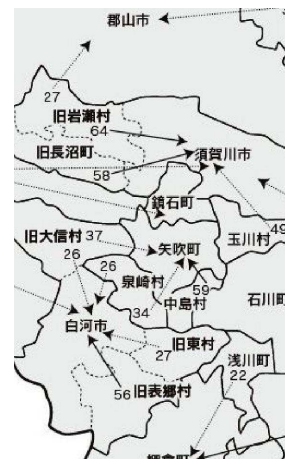 郡山市
27
旧岩瀬村
64
旧長沼町
須賀川市
58
鏡石町
旧大信村 37
矢吹町
玉川村
49
26
26
泉崎村
59
中島村
石川町
34
白河市
27
旧東村
浅川町
22
56 旧表郷村